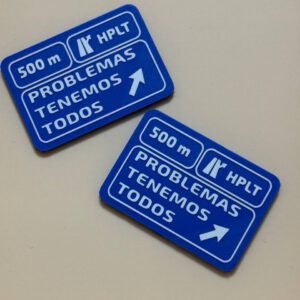 500 m HPLT
PROBLEMAS
TENEMOS
TODOS
500 m HPLT
PROBLEMAS
TENEMOS
TODOS